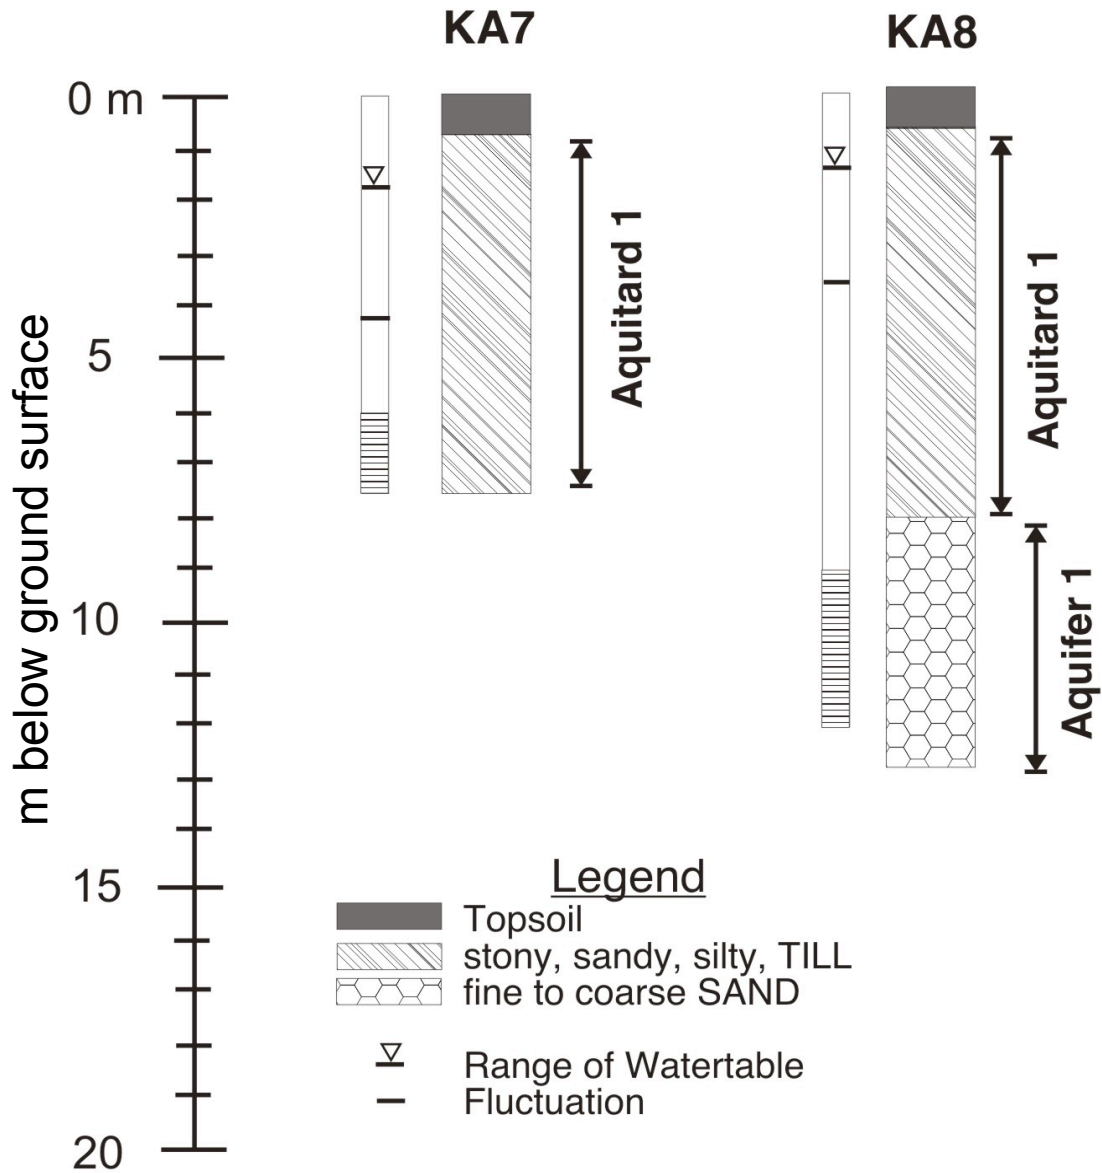 KA7
KA8
0 m
5
10
15
20
m below ground surface
Aquitard 1
Aquitard 1
Aquifer 1
Legend
Topsoil
stony, sandy, silty, TILL
fine to coarse SAND
Range of Watertable
Fluctuation